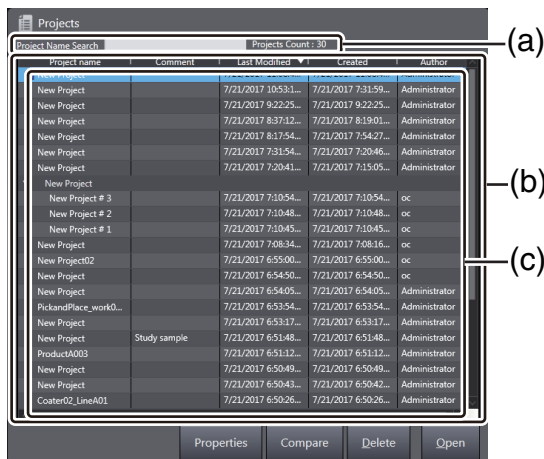 Projects
(a)
Project Name Search Projects Count : 30
Project name Comment Last Modified Created Author
New Project Administrator
New Project 7/21/2017 10:53:1... 7/21/2017 7:31:59... Administrator
New Project 7/21/2017 9:22:25... 7/21/2017 9:22:25... Administrator
New Project 7/21/2017 8:37:12... 7/21/2017 8:19:01... Administrator
New Project 7/21/2017 8:17:54... 7/21/2017 7:54:27... Administrator
New Project 7/21/2017 7:31:54... 7/21/2017 7:20:46... Administrator
New Project 7/21/2017 7:20:41... 7/21/2017 7:15:05... Administrator
New Project
(b)
New Project # 3 7/21/2017 7:10:54... 7/21/2017 7:10:54... oc
New Project # 2 7/21/2017 7:10:48... 7/21/2017 7:10:48... oc
New Project # 1 7/21/2017 7:10:45... 7/21/2017 7:10:45... oc
New Project 7/21/2017 7:08:34... 7/21/2017 7:08:16... oc
New Project02 7/21/2017 6:55:00... 7/21/2017 6:55:00... oc
(c)
New Project 7/21/2017 6:54:50... 7/21/2017 6:54:50... oc
New Project 7/21/2017 6:54:05... 7/21/2017 6:54:05... Administrator
PickandPlace_work0... 7/21/2017 6:53:54... 7/21/2017 6:53:54... Administrator
New Project 7/21/2017 6:53:17... 7/21/2017 6:53:17... Administrator
New Project Study sample 7/21/2017 6:51:48... 7/21/2017 6:51:48... Administrator
ProductA003 7/21/2017 6:51:12... 7/21/2017 6:51:12... Administrator
New Project 7/21/2017 6:50:49... 7/21/2017 6:50:49... Administrator
New Project 7/21/2017 6:50:43... 7/21/2017 6:50:42... Administrator
Coater02_LineA01 7/21/2017 6:50:26... 7/21/2017 6:50:26... Administrator
Properties Compare Delete Open